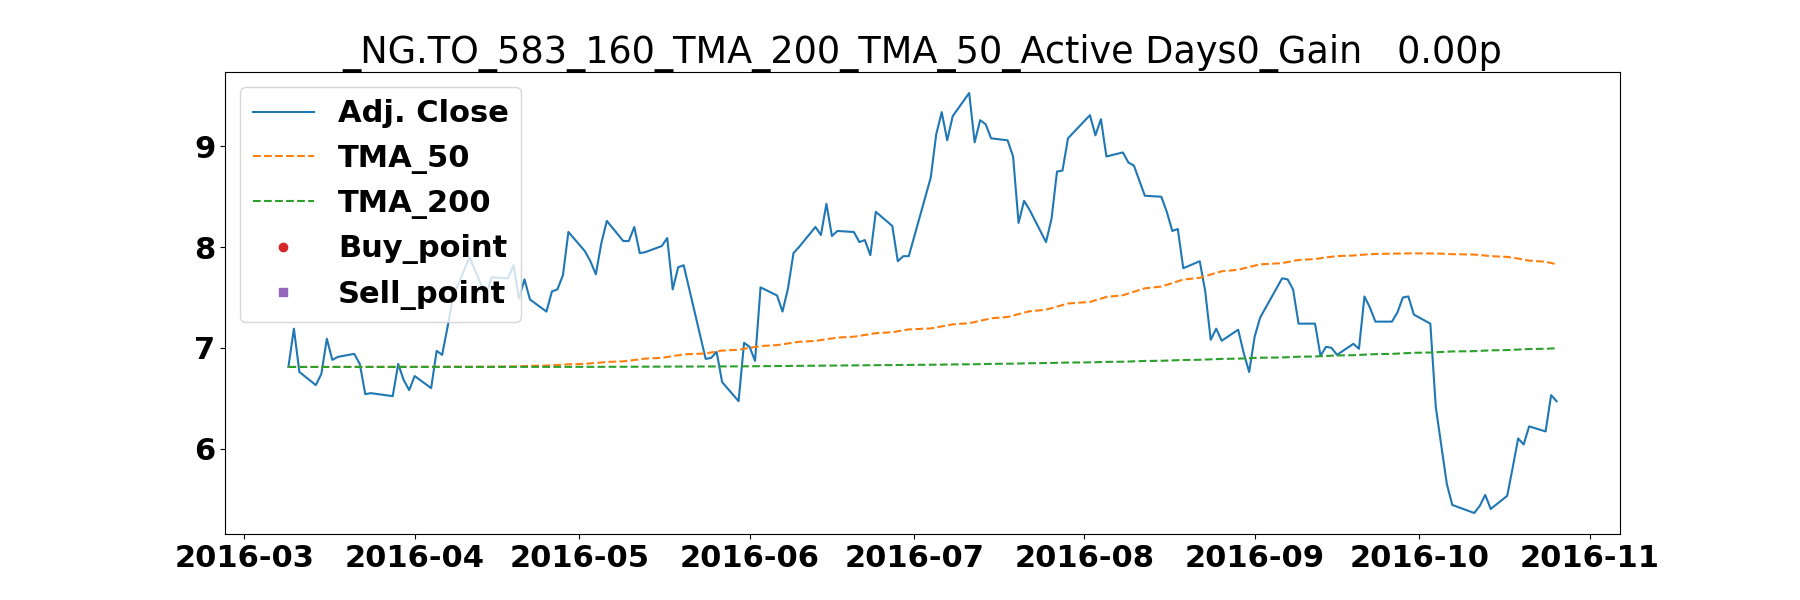 _NG.TO_583_160_TMA_200_TMA_50_Active Days0_Gain   0.00p
Adj. Close
TMA_50
TMA_200
Buy_point
Sell_point
9
8
7
6
2016-03 2016-04 2016-05 2016-06 2016-07 2016-08 2016-09 2016-10 2016-11